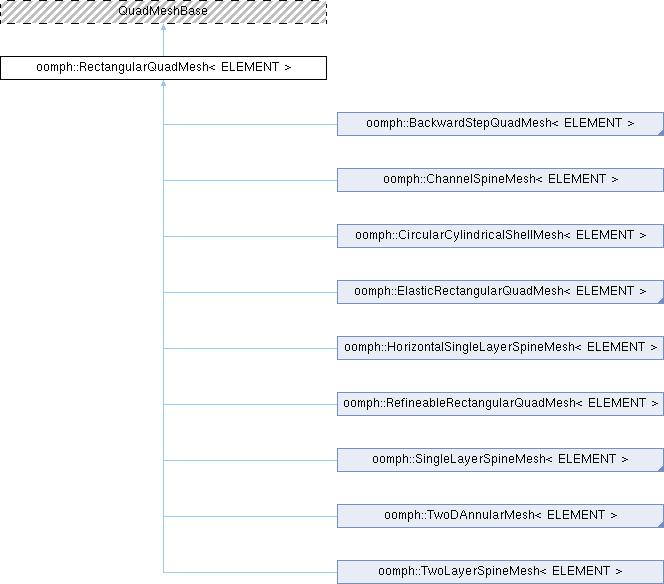 QuadMeshBase
oomph::RectangularQuadMesh< ELEMENT >
oomph::BackwardStepQuadMesh< ELEMENT >
oomph::ChannelSpineMesh< ELEMENT >
oomph::CircularCylindricalShellMesh< ELEMENT >
oomph::ElasticRectangularQuadMesh< ELEMENT >
oomph::HorizontalSingleLayerSpineMesh< ELEMENT >
oomph::RefineableRectangularQuadMesh< ELEMENT >
oomph::SingleLayerSpineMesh< ELEMENT >
oomph::TwoDAnnularMesh< ELEMENT >
oomph::TwoLayerSpineMesh< ELEMENT >